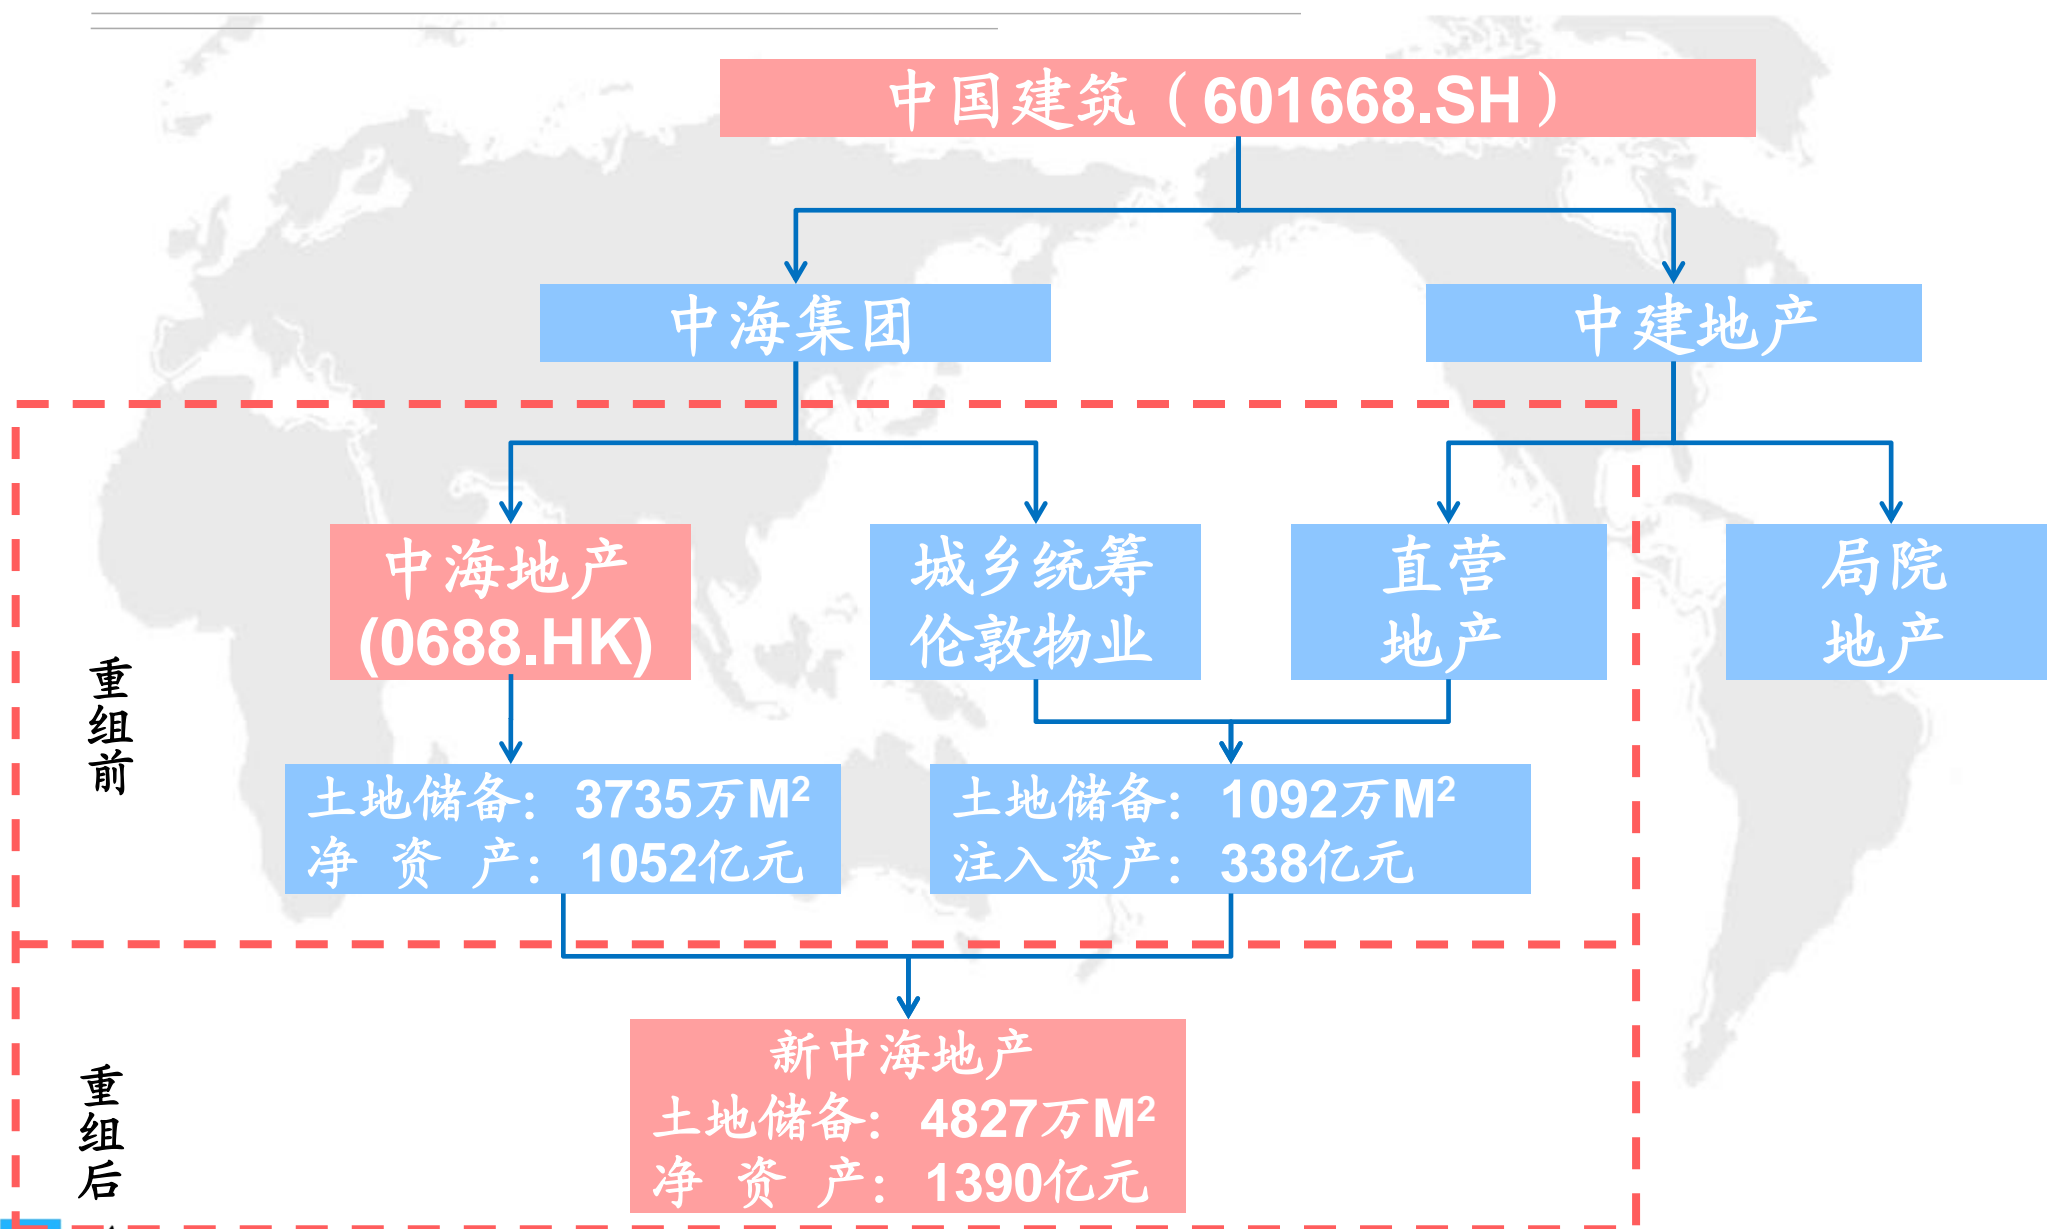 中国建筑（601668.SH）
中海集团
中建地产
中海地产
(0688.HK)
城乡统筹
伦敦物业
直营
地产
局院
地产
重组前
土地储备：3735万M²
净 资 产：1052亿元
土地储备：1092万M²
注入资产：338亿元
重组后
新中海地产
土地储备：4827万M²
净 资 产：1390亿元